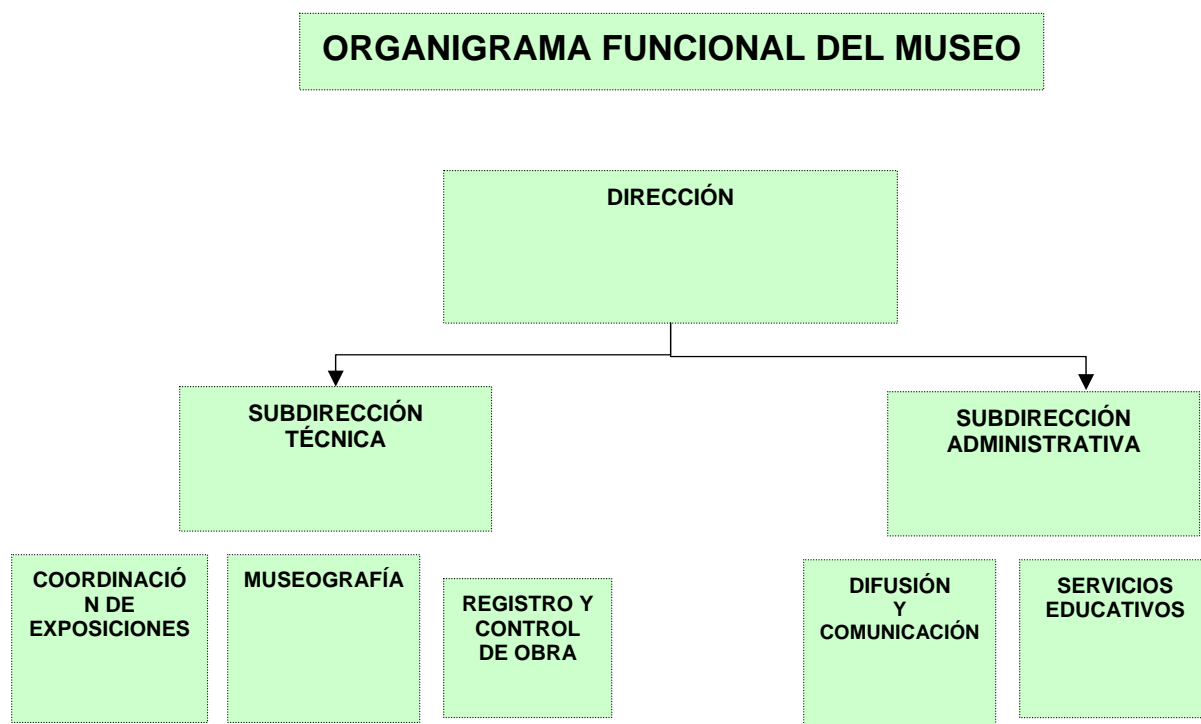 ORGANIGRAMA FUNCIONAL DEL MUSEO
DIRECCIÓN
SUBDIRECCIÓN
TÉCNICA
SUBDIRECCIÓN
ADMINISTRATIVA
COORDINACIÓ
N DE
EXPOSICIONES
MUSEOGRAFÍA
REGISTRO Y
CONTROL
DE OBRA
DIFUSIÓN
Y
COMUNICACIÓN
SERVICIOS
EDUCATIVOS